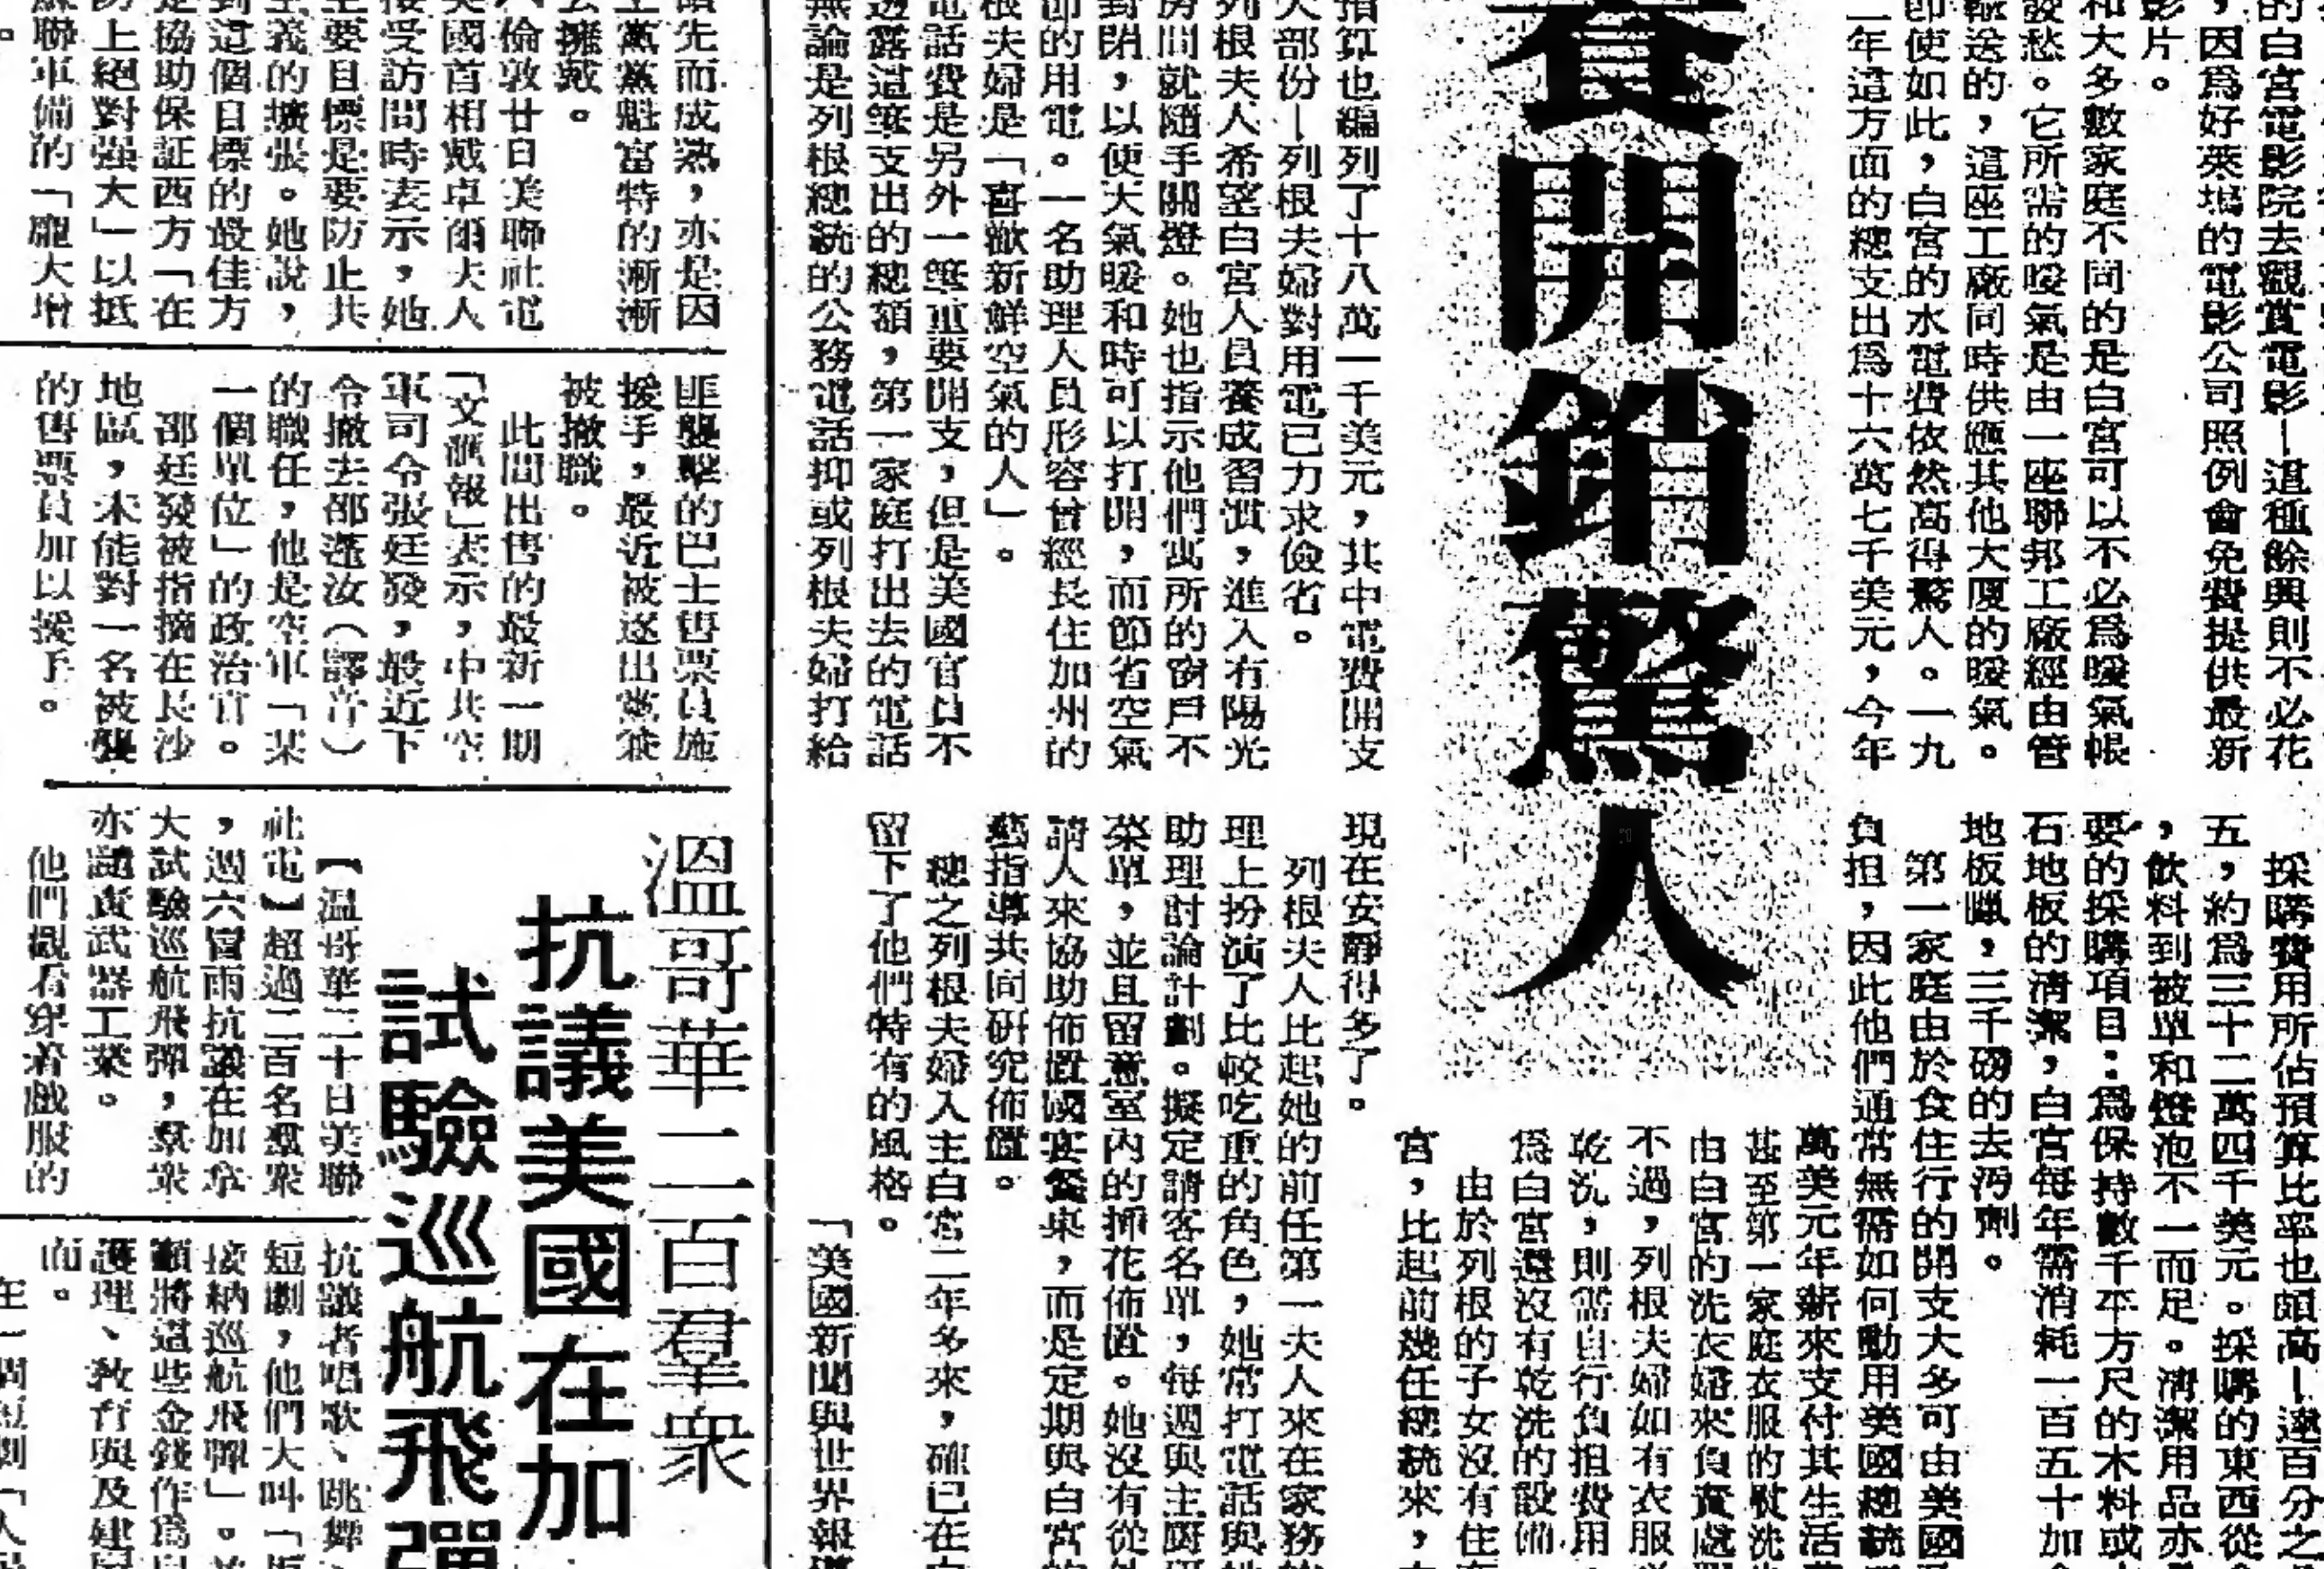 養開銷驚人
的白宮電影院去觀賞電影－這種餘興則不必花
，因爲好萊塢的電影公司照例會免費提供最新
影片。
和大多數家庭不同的是白宮可以不必爲暖氣帳
發愁。它所需的暖氣是由一座聯邦工廠經由管
輸送的，這座工廠同時供應其他大廈的暖氣。
即使如此，白宮的水電費依然高得驚人。一九
二年這方面的總支出爲十六萬七千美元，今年
預算也編列了十八萬一千美元，其中電費開支
大部份－列根夫婦對用電已力求儉省。
列根夫人希望白宮人員養成習慣，進入有陽光
房間就隨手關燈。她也指示他們寓所的窗戶不
封閉，以便天氣暖和時可以打開，而節省空氣
節的用電。一名助理人員形容曾經長住加州的
根夫婦是「喜歡新鮮空氣的人」。
電話費是另外一筆重要開支，但是美國官員不
透露這筆支出的總額，第一家庭打出去的電話
無論是列根總統的公務電話抑或列根夫婦打給
採購費用所佔預算比率也頗高－達百分之
五，約爲三十二萬四千美元。採購的東西從
，飲料到被單和燈泡不一而足。清潔用品亦
要的採購項目：爲保持數千平方尺的木料或
石地板的清潔，白宮每年需消耗一百五十加
地板蠟，三千磅的去污劑。
第一家庭由於食住行的開支大多可由美國
負担，因此他們通常無需如何動用美國總統
萬美元年薪來支付其生活
甚至第一家庭衣服的熨洗
由白宮的洗衣婦來負責處
不過，列根夫婦如有衣服
乾洗，則需自行負担費用，
爲白宮還沒有乾洗的設備
由於列根的子女沒有住
宮，比起前幾任總統來，
現在安靜得多了。
列根夫人比起她的前任第一夫人來在家務
理上扮演了比較吃重的角色，她常打電話與
助理討論計劃。擬定請客名單，每週與主厨
菜單，並且留意室內的揷花佈置。她沒有從
請人來協助佈置國宴餐桌，而是定期與白宮
藝指導共同研究佈置。
總之列根夫婦入主白宮二年多來，確已在
留下了他們特有的風格。
「美國新聞與世界報導
頭先而成熟，亦是因
黨黨魁富特的漸漸
去擁戴。
倫敦廿日美聯社電
英國首相戴卓爾夫人
接受訪問時表示，她
主要目標是要防止共
主義的擴張。她說，
到這個目標的最佳方
是協助保証西方「在
防上絕對强大」以抵
蘇聯軍備的「龐大增
。
匪襲擊的巴士售票員施
援手，最近被逐出黨兼
被撤職。
此間出售的最新一期
「文滙報」表示，中共空
軍司令張廷發，最近下
令撤去邵蓮汝（譯音）
的職任，他是空軍「某
一個單位」的政治官。
邵廷發被指摘在長沙
地區，未能對一名被襲
的售票員加以援手。
溫哥華二百羣衆
抗議美國在加
試驗巡航飛彈
【溫哥華二十日美聯
社電】超過二百名羣衆
，週六冒雨抗議在加拿
大試驗巡航飛彈，羣衆
亦譴責武器工業。
他們觀看穿着戲服的
抗議者唱歌、跳舞、
短劇，他們大叫「
接納巡航飛彈」。
願將這些金錢作爲
護理、敎育與及建
面。